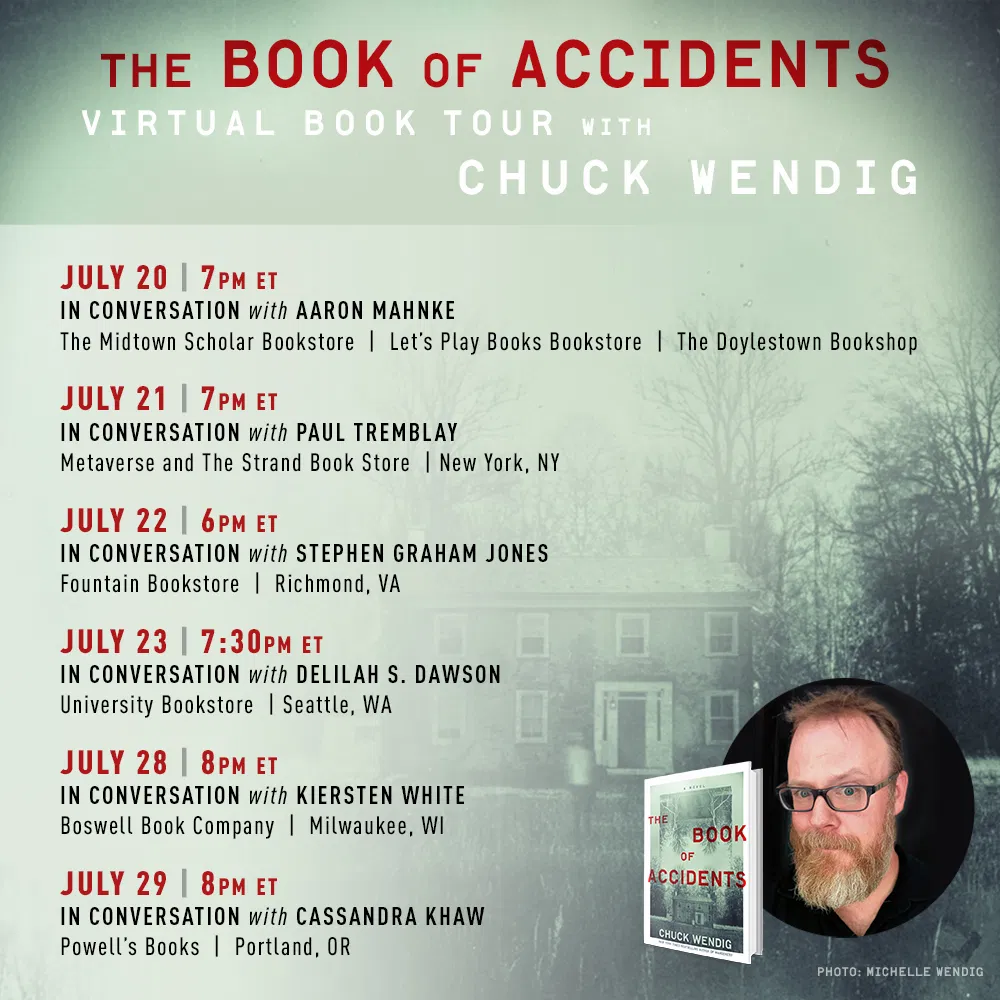 THE BOOK OF ACCIDENTS
VIRTUAL BOOK TOUR WITH
CHUCK WENDIG
JULY 20 | 7PM ET
IN CONVERSATION with AARON MAHNKE
The Midtown Scholar Bookstore | Let's Play Books Bookstore | The Doylestown Bookshop
JULY 21 | 7PM ET
IN CONVERSATION with PAUL TREMBLAY
Metaverse and The Strand Book Store | New York, NY
JULY 22 | 6PM ET
IN CONVERSATION with STEPHEN GRAHAM JONES
Fountain Bookstore | Richmond, VA
JULY 23 | 7:30PM ET
IN CONVERSATION with DELILAH S. DAWSON
University Bookstore | Seattle, WA
JULY 28 | 8PM ET
IN CONVERSATION with KIERSTEN WHITE
Boswell Book Company | Milwaukee, WI
JULY 29 | 8PM ET
IN CONVERSATION with CASSANDRA KHAW
Powell's Books | Portland, OR
A NOVEL
THE
BOOK
OF
ACCIDENTS
CHUCK WENDIG
PHOTO: MICHELLE WENDIG